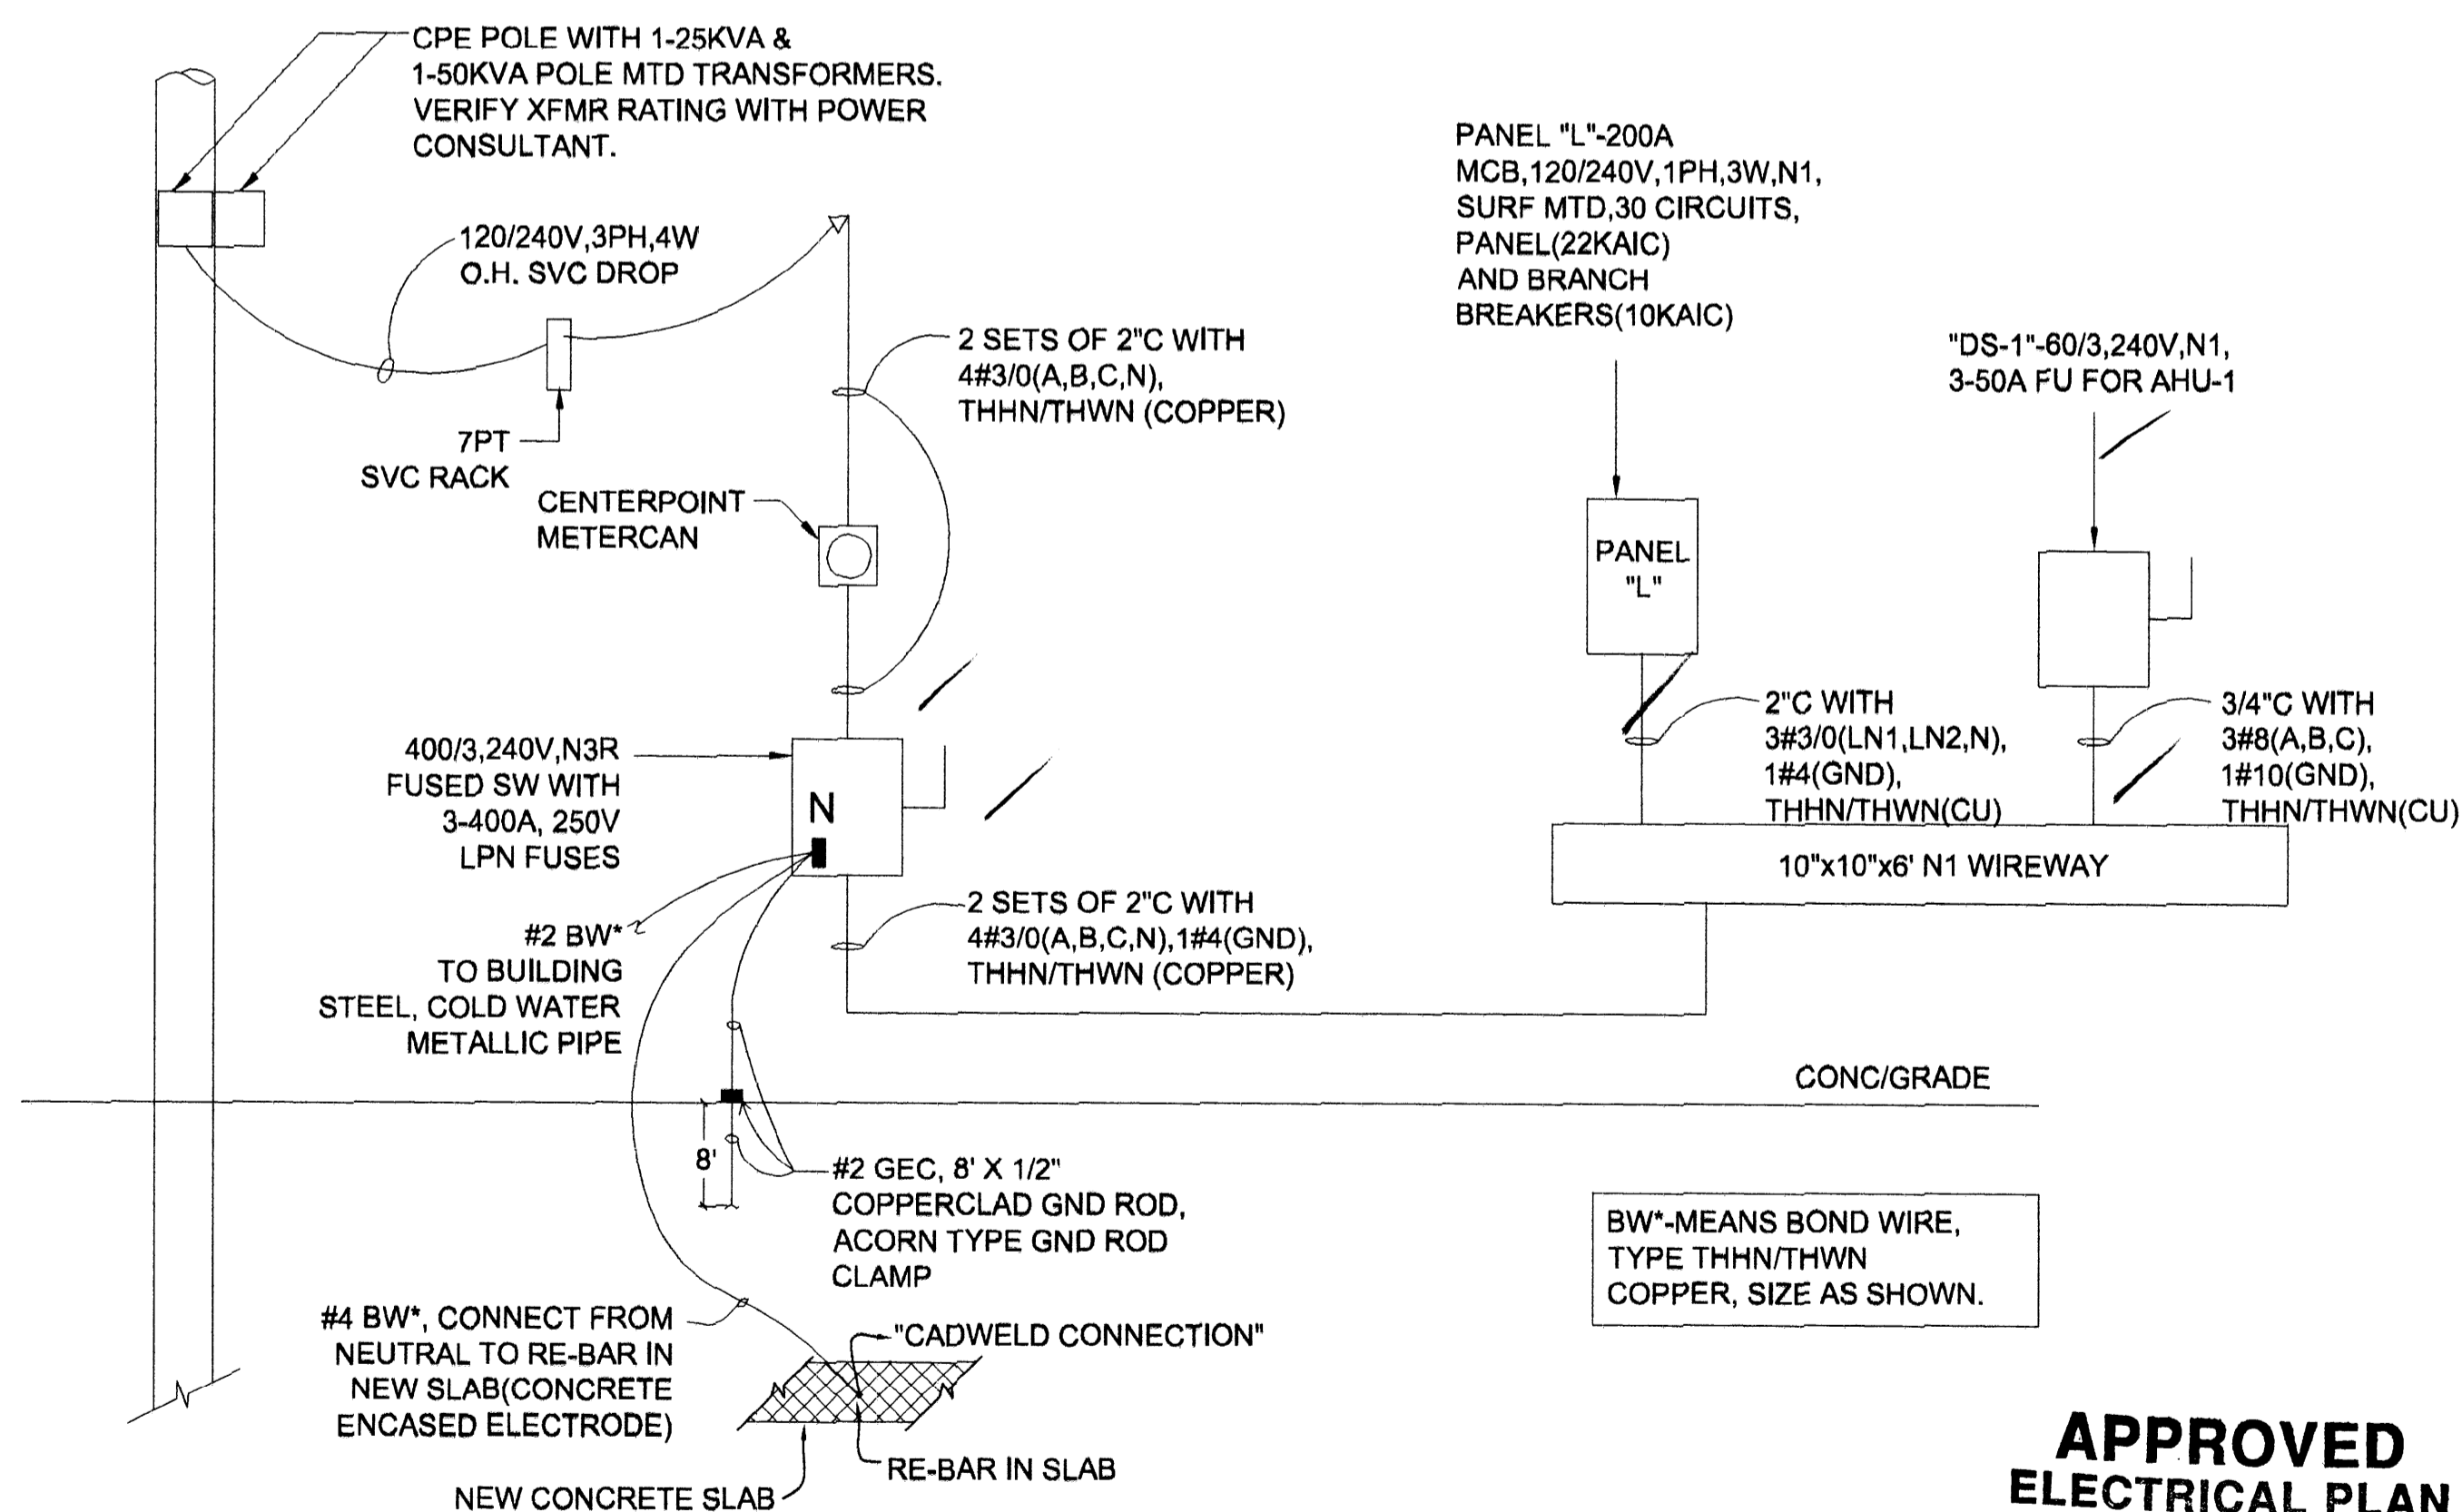 CPE POLE WITH 1-25KVA &
1-50KVA POLE MTD TRANSFORMERS.
VERIFY XFMR RATING WITH POWER
CONSULTANT.
120/240V,3PH,4W
O.H. SVC DROP
7PT
SVC RACK
2 SETS OF 2"C WITH
4#3/0(A,B,C,N),
THHN/THWN (COPPER)
CENTERPOINT
METERCAN
PANEL "L"-200A
MCB,120/240V,1PH,3W,N1,
SURF MTD,30 CIRCUITS,
PANEL(22KAIC)
AND BRANCH
BREAKERS(10KAIC)
"DS-1"-60/3,240V,N1,
3-50A FU FOR AHU-1
PANEL
"L"
2"C WITH
3#3/0(LN1,LN2,N),
1#4(GND),
THHN/THWN(CU)
3/4"C WITH
3#8(A,B,C),
1#10(GND),
THHN/THWN(CU)
400/3,240V,N3R
FUSED SW WITH
3-400A, 250V
LPN FUSES
N
10"x10"x6' N1 WIREWAY
2 SETS OF 2"C WITH
4#3/0(A,B,C,N),1#4(GND),
THHN/THWN (COPPER)
#2 BW*
TO BUILDING
STEEL, COLD WATER
METALLIC PIPE
CONC/GRADE
8'
#2 GEC, 8' X 1/2"
COPPERCLAD GND ROD,
ACORN TYPE GND ROD
CLAMP
BW*-MEANS BOND WIRE,
TYPE THHN/THWN
COPPER, SIZE AS SHOWN.
#4 BW*, CONNECT FROM
NEUTRAL TO RE-BAR IN
NEW SLAB(CONCRETE
ENCASED ELECTRODE)
"CADWELD CONNECTION"
RE-BAR IN SLAB
NEW CONCRETE SLAB
APPROVED
ELECTRICAL PLAN